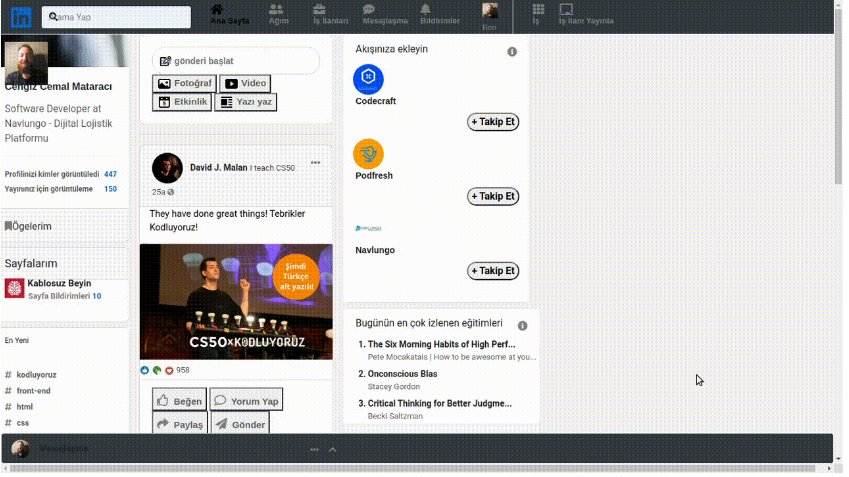 in
Arama Yap
Ana Sayfa
Ağım
İş İlanları
Mesajlaşma
Bildirimler
Ben
İş
İş İlanı Yayınla
Cengiz Cemal Mataracı
Software Developer at
Navlungo - Dijital Lojistik
Platformu
Profilinizi kimler görüntüledi 447
Yayınınız için görüntüleme 150
Ögelerim
Sayfalarım
Kablosuz Beyin
Sayfa Bildirimleri 10
En Yeni
# kodluyoruz
# front-end
# html
# css
gönderi başlat
Fotoğraf
Video
Etkinlik
Yazı yaz
David J. Malan I teach CS50
25a
They have done great things! Tebrikler
Kodluyoruz!
Şimdi
Türkçe
alt yazılı!
CS50×KODLUYORUZ
958
Beğen
Yorum Yap
Paylaş
Gönder
Akışınıza ekleyin
Codecraft
+ Takip Et
Podfresh
+ Takip Et
Navlungo
+ Takip Et
Bugünün en çok izlenen eğitimleri
1. The Six Morning Habits of High Perf...
Pete Mocakatais | How to be awesome at you...
2. Onconscious Blas
Stacey Gordon
3. Critical Thinking for Better Judgme...
Becki Saltzman
Mesajlaşma